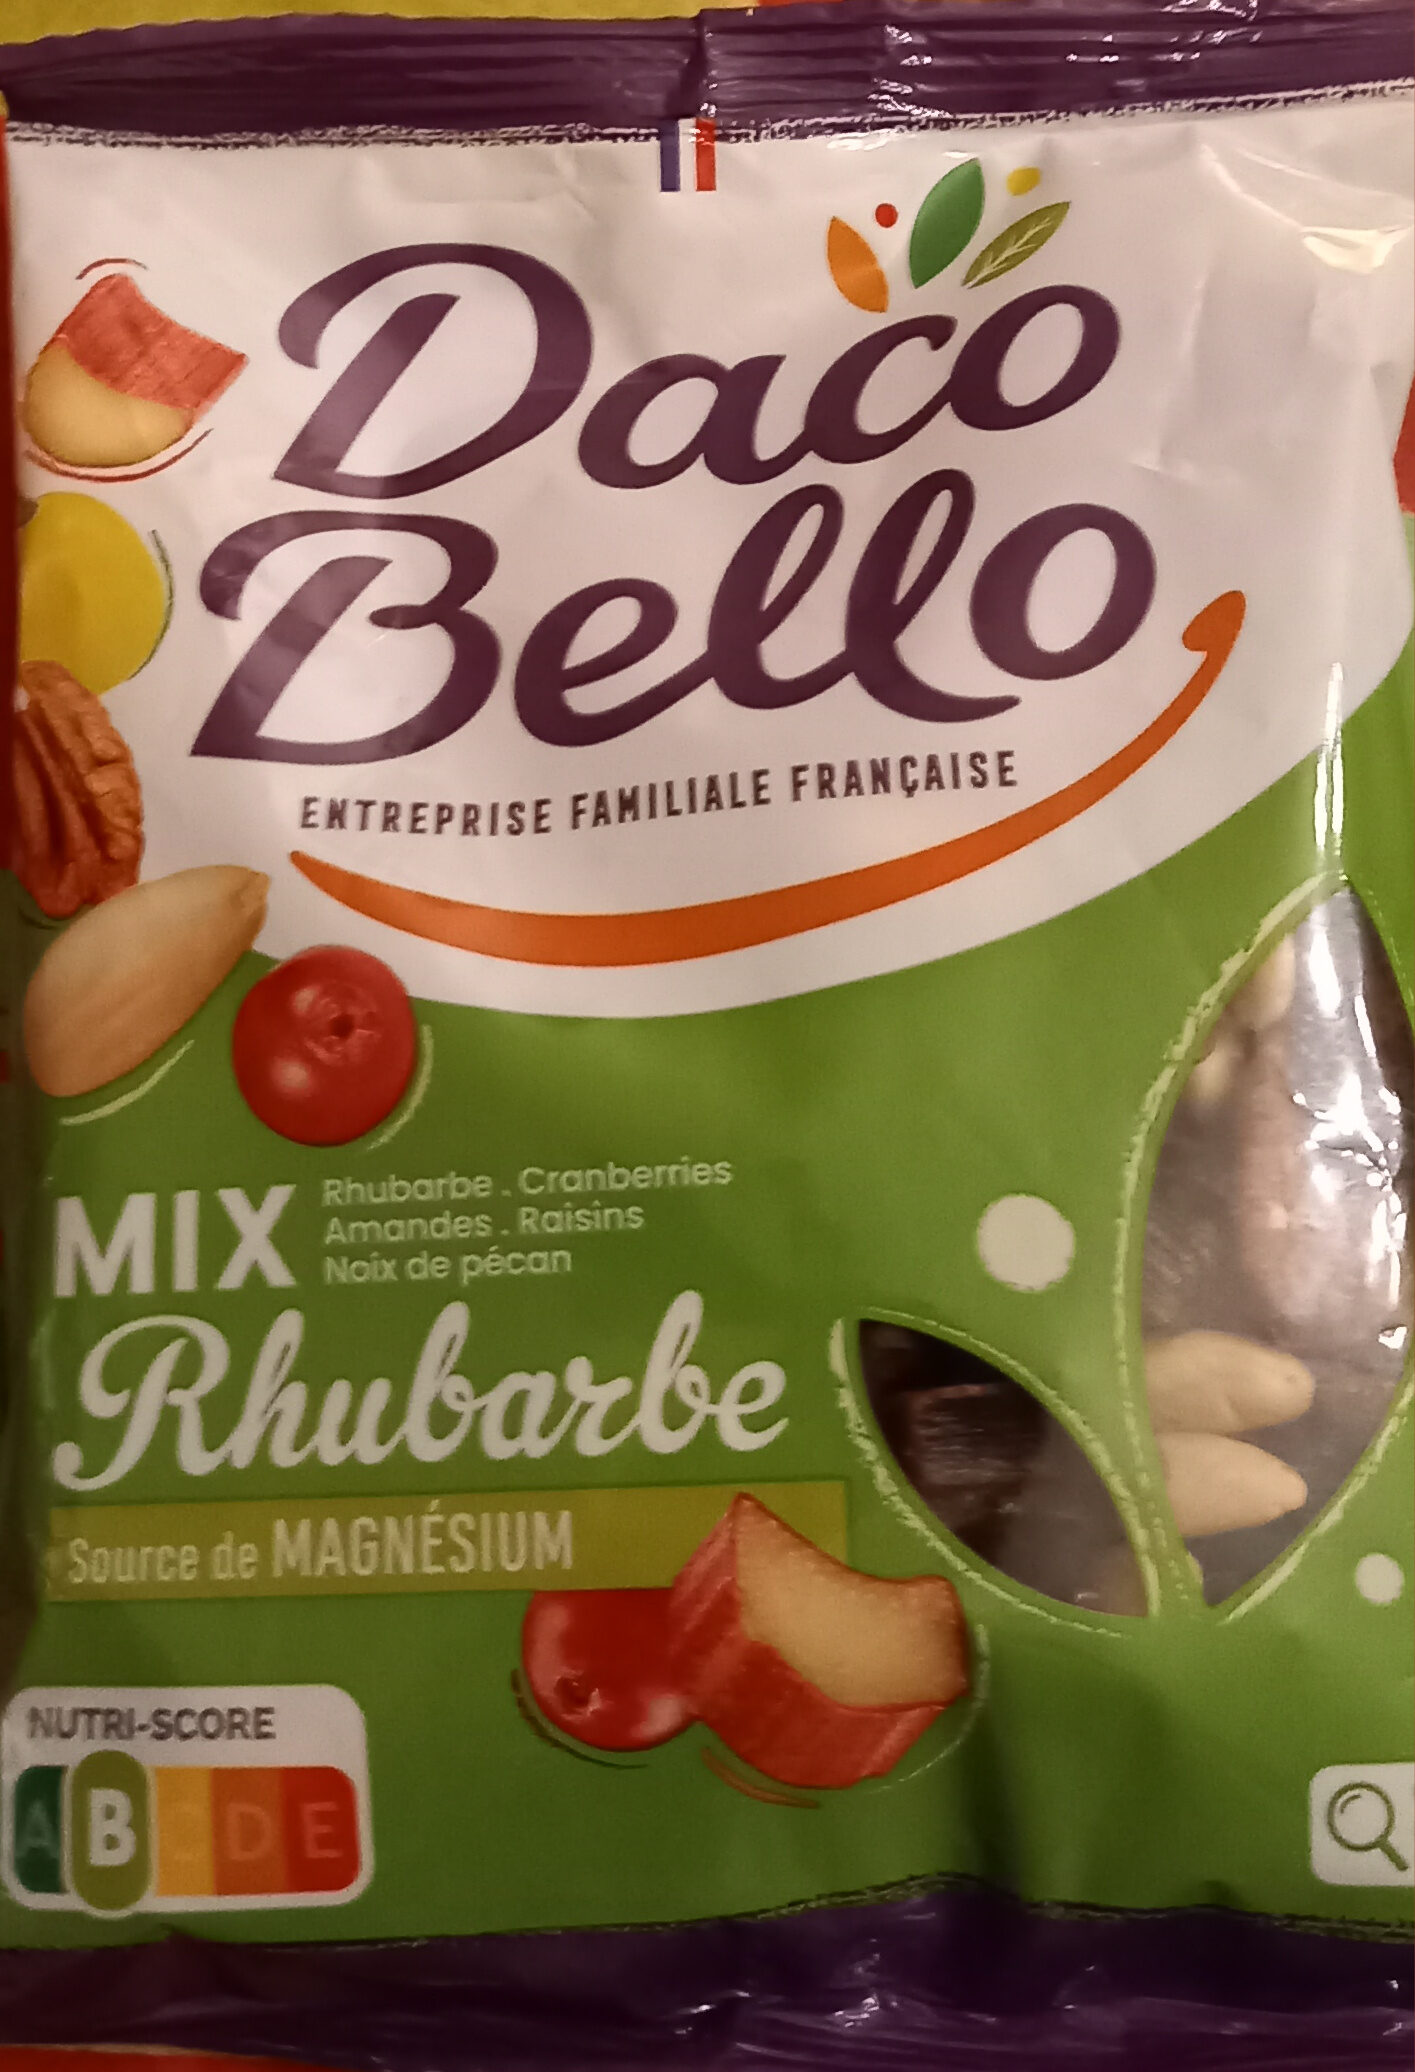 Daco
Bello
ENTREPRISE FAMILIALE FRANÇAISE
MIX
Rhubarbe . Cranberries
Amandes . Raisins
Noix de pécan
Rhubarbe
Source de MAGNÉSIUM
NUTRI-SCORE
A B C D E